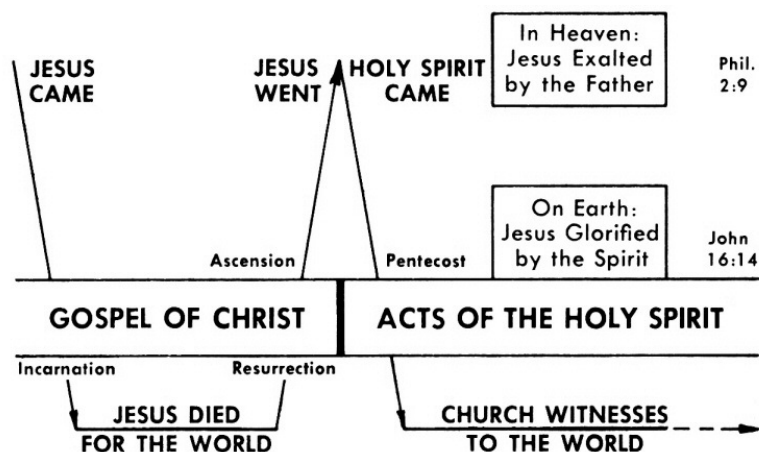 JESUS
CAME
JESUS
WENT
HOLY SPIRIT
CAME
In Heaven:
Jesus Exalted
by the Father
Phil.
2:9
Ascension
Pentecost
On Earth:
Jesus Glorified
by the Spirit
John
16:14
GOSPEL OF CHRIST
ACTS OF THE HOLY SPIRIT
Incarnation
Resurrection
JESUS DIED
FOR THE WORLD
CHURCH WITNESSES
TO THE WORLD